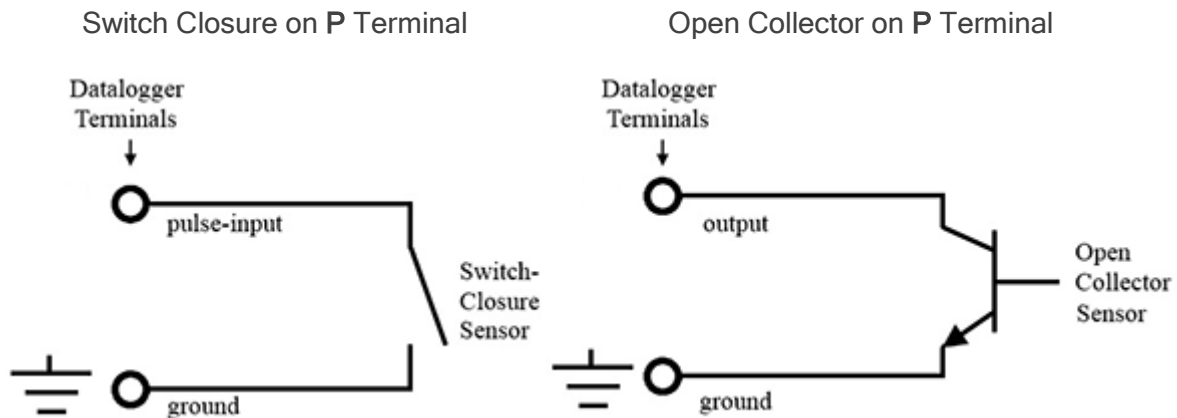 Switch Closure on P Terminal
Datalogger
Terminals
pulse-input
Switch-
Closure
Sensor
ground
Open Collector on P Terminal
Datalogger
Terminals
output
Open
Collector
Sensor
ground